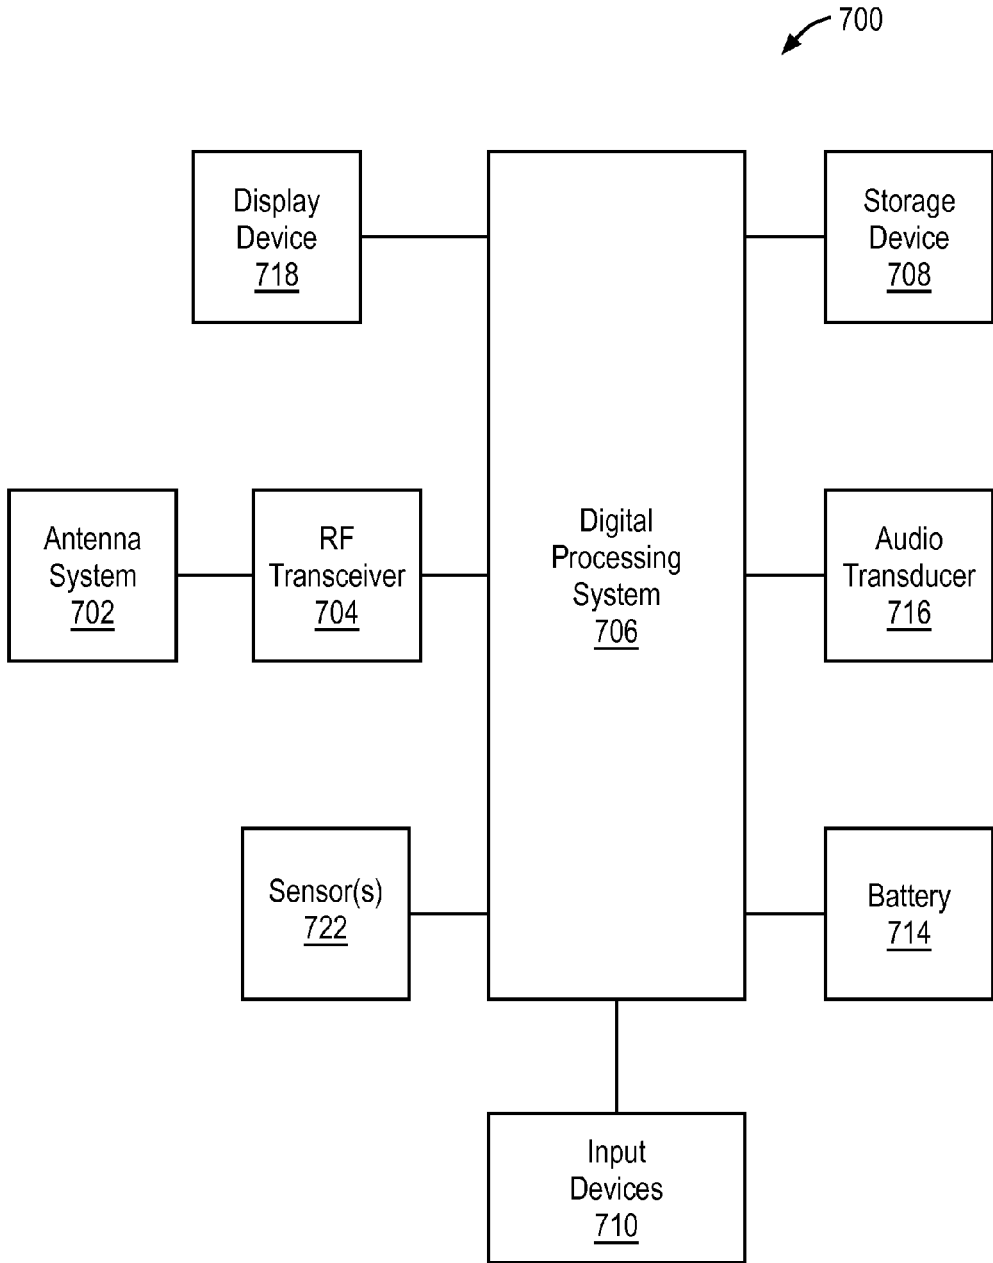 700
Display
Device
718
Storage
Device
708
Antenna
System
702
RF
Transceiver
704
Digital
Processing
System
706
Audio
Transducer
716
Sensor(s)
722
Battery
714
Input
Devices
710